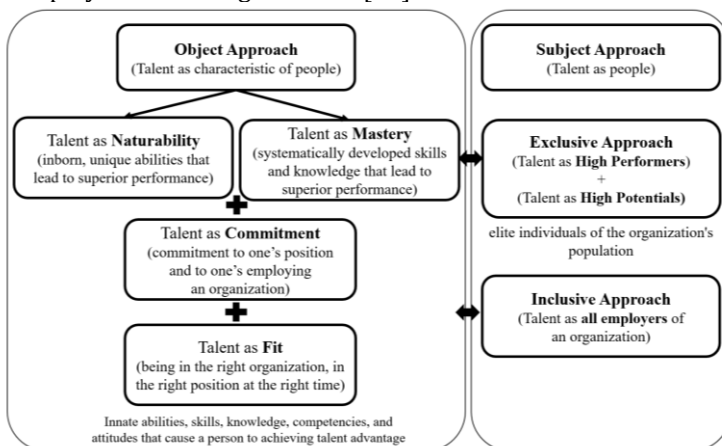 Object Approach
(Talent as characteristic of people)
Talent as Naturability
(inborn, unique abilities that
lead to superior performance)
Talent as Mastery
(systematically developed skills
and knowledge that lead to
superior performance)
Talent as Commitment
(commitment to one's position
and to one's employing
an organization)
Talent as Fit
(being in the right organization, in
the right position at the right time)
Innate abilities, skills, knowledge, competencies, and
attitudes that cause a person to achieving talent advantage
Subject Approach
(Talent as people)
Exclusive Approach
(Talent as High Performers)
+
(Talent as High Potentials)
elite individuals of the organization's
population
Inclusive Approach
(Talent as all employers of
an organization)